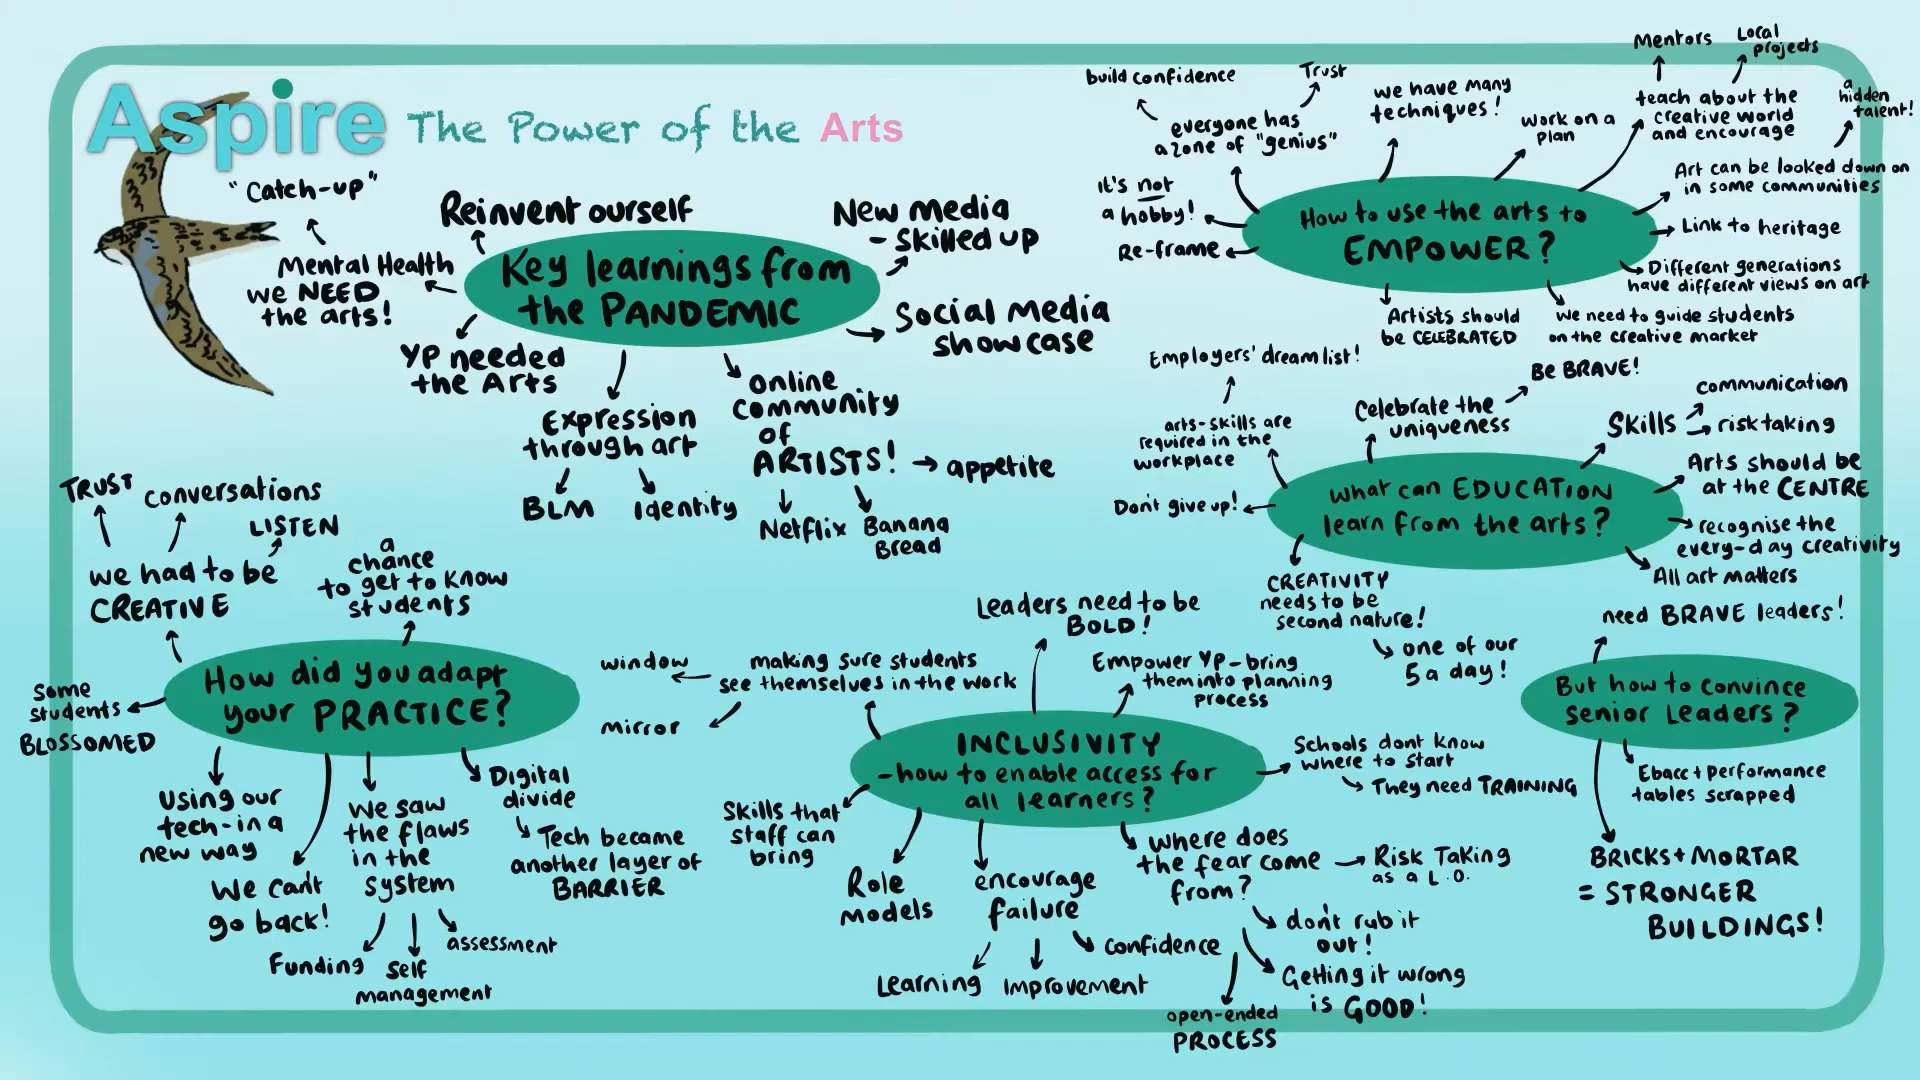 Aspire The Power of the Arts
"Catch-up"
Mental Health
we NEED
the arts!
Reinvent ourself
New media
- skilled up
Key learnings from
the PANDEMIC
Social media
showcase
YP needed
the Arts
Expression
through art
BLM
Identity
online
community
of
ARTISTS!
appetite
Netflix
Banana
Bread
build confidence
Trust
everyone has
a zone of "genius"
we have many
techniques!
work on a
plan
Mentors
Local
projects
teach about the
creative world
and encourage
a
hidden
talent!
Art can be looked down on
in some communities
it's not
a hobby!
Re-frame
How to use the arts to
EMPOWER?
Link to heritage
Different generations
have different views on art
Artists should
be CELEBRATED
we need to guide students
on the creative market
Employers' dream list!
arts-skills are
required in the
workplace
Don't give up!
Celebrate the
uniqueness
Be BRAVE!
Skills
communication
risk taking
What can EDUCATION
learn from the arts?
Arts should be
at the CENTRE
recognise the
every-day creativity
All art matters
CREATIVITY
needs to be
second nature!
one of our
5 a day!
TRUST
conversations
LISTEN
we had to be
CREATIVE
a
chance
to get to know
students
How did you adapt
your PRACTICE?
Some
students
BLOSSOMED
Using our
tech-in a
new way
We can't
go back!
We saw
the flaws
in the
system
Funding
self
management
assessment
Digital
divide
Tech became
another layer of
BARRIER
window
mirror
making sure students
see themselves in the work
Leaders need to be
BOLD!
Empower YP - bring
them into planning
process
INCLUSIVITY
- how to enable access for
all learners?
Schools dont know
where to start
They need TRAINING
Skills that
staff can
bring
Role
models
encourage
failure
Learning
improvement
confidence
where does
the fear come
from?
Risk Taking
as a L.O.
don't rub it
out!
Getting it wrong
is GOOD!
open-ended
PROCESS
need BRAVE leaders!
But how to convince
Senior Leaders?
Ebacc + performance
tables scrapped
BRICKS + MORTAR
= STRONGER
BUILDINGS!